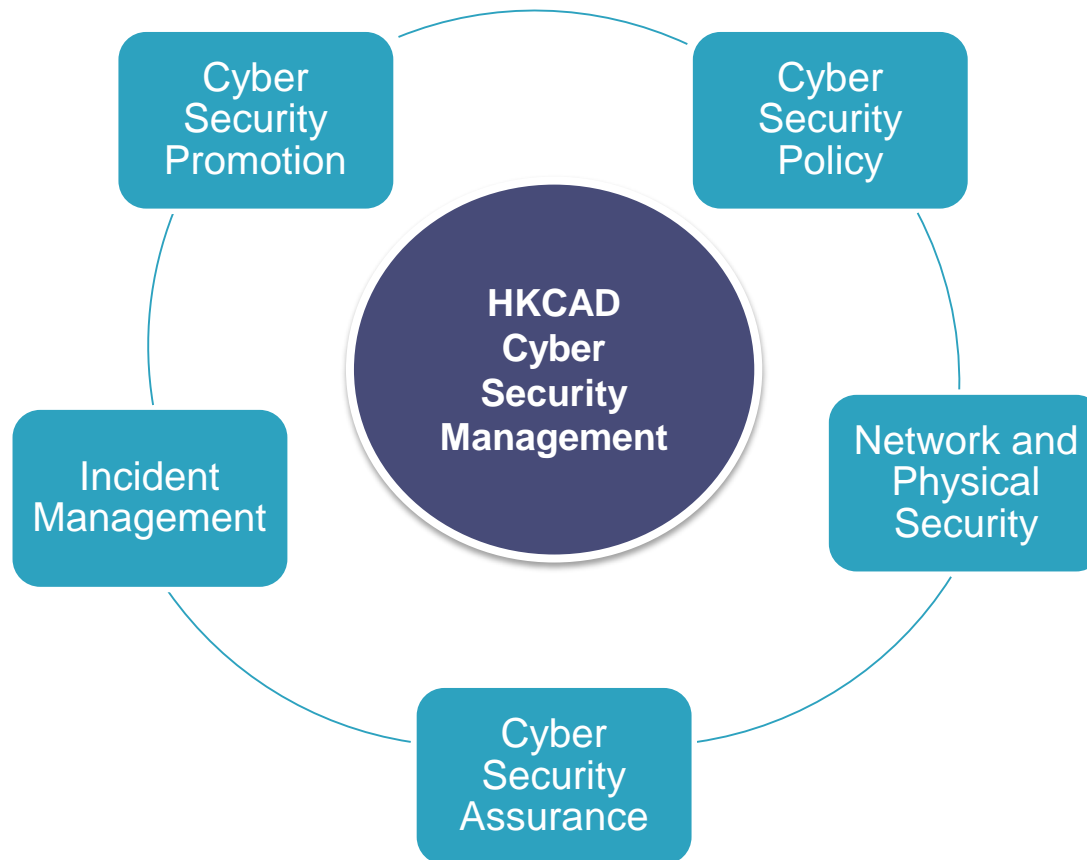 Cyber
Security
Promotion
Cyber
Security
Policy
HKCAD
Cyber
Security
Management
Incident
Management
Network and
Physical
Security
Cyber
Security
Assurance